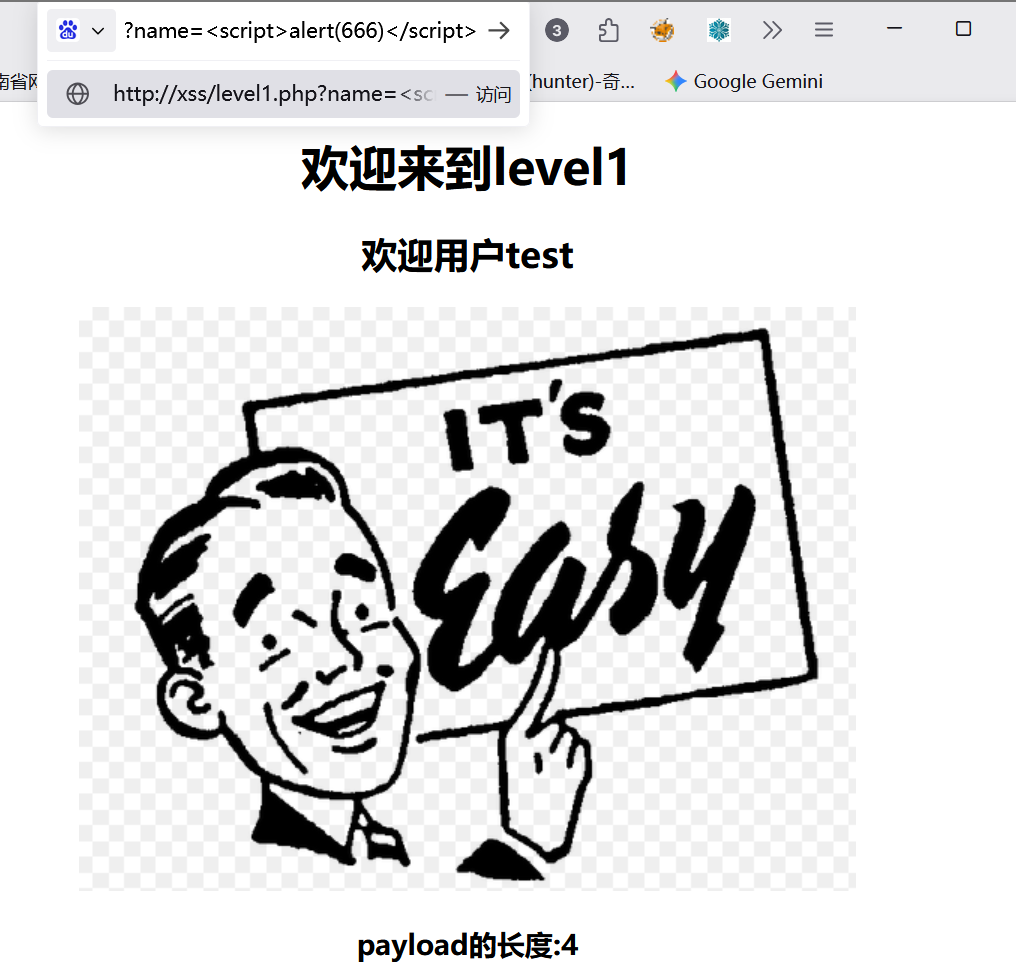 ?name=<script>alert(666)</script>
3
南省网
http://xss/level1.php?name=<sc
— 访问
(hunter)-奇...
Google Gemini
欢迎来到level1
欢迎用户test
IT'S
Easy
payload的长度:4